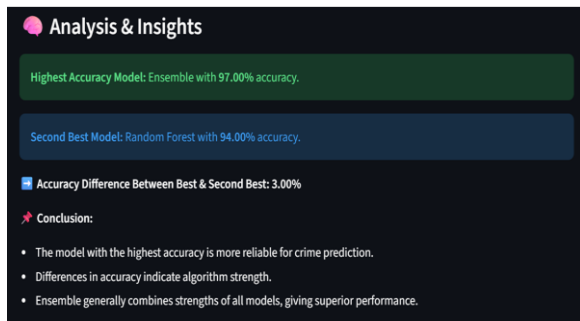 🧠 Analysis & Insights
Highest Accuracy Model: Ensemble with 97.00% accuracy.
Second Best Model: Random Forest with 94.00% accuracy.
➡️ Accuracy Difference Between Best & Second Best: 3.00%
📌 Conclusion:
• The model with the highest accuracy is more reliable for crime prediction.
• Differences in accuracy indicate algorithm strength.
• Ensemble generally combines strengths of all models, giving superior performance.